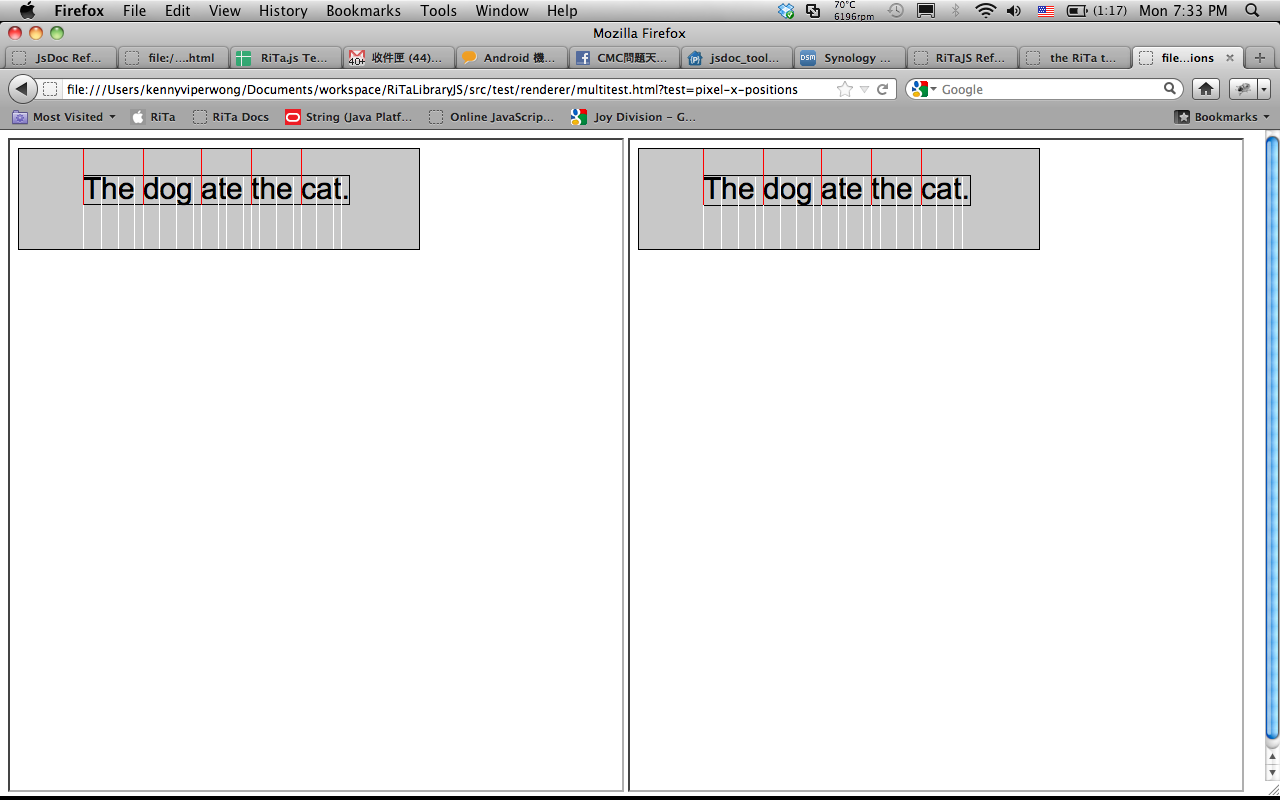 Firefox File Edit View History Bookmarks Tools Window Help 70°C 6196rpm (1:17) Mon 7:33 PM
Mozilla Firefox
JsDoc Ref... file:/....html RiTa.js Te... 40+ 收件匣 (44)... Android 機... CMC問題天... jsdoc_tool... DSM Synology ... RiTaJS Ref... the RiTa t... file...ions
file:///Users/kennyviperwong/Documents/workspace/RiTaLibraryJS/src/test/renderer/multitest.html?test=pixel-x-positions Google
Most Visited RiTa RiTa Docs String (Java Platf... Online JavaScrip... Joy Division – G... Bookmarks
The dog ate the cat. The dog ate the cat.